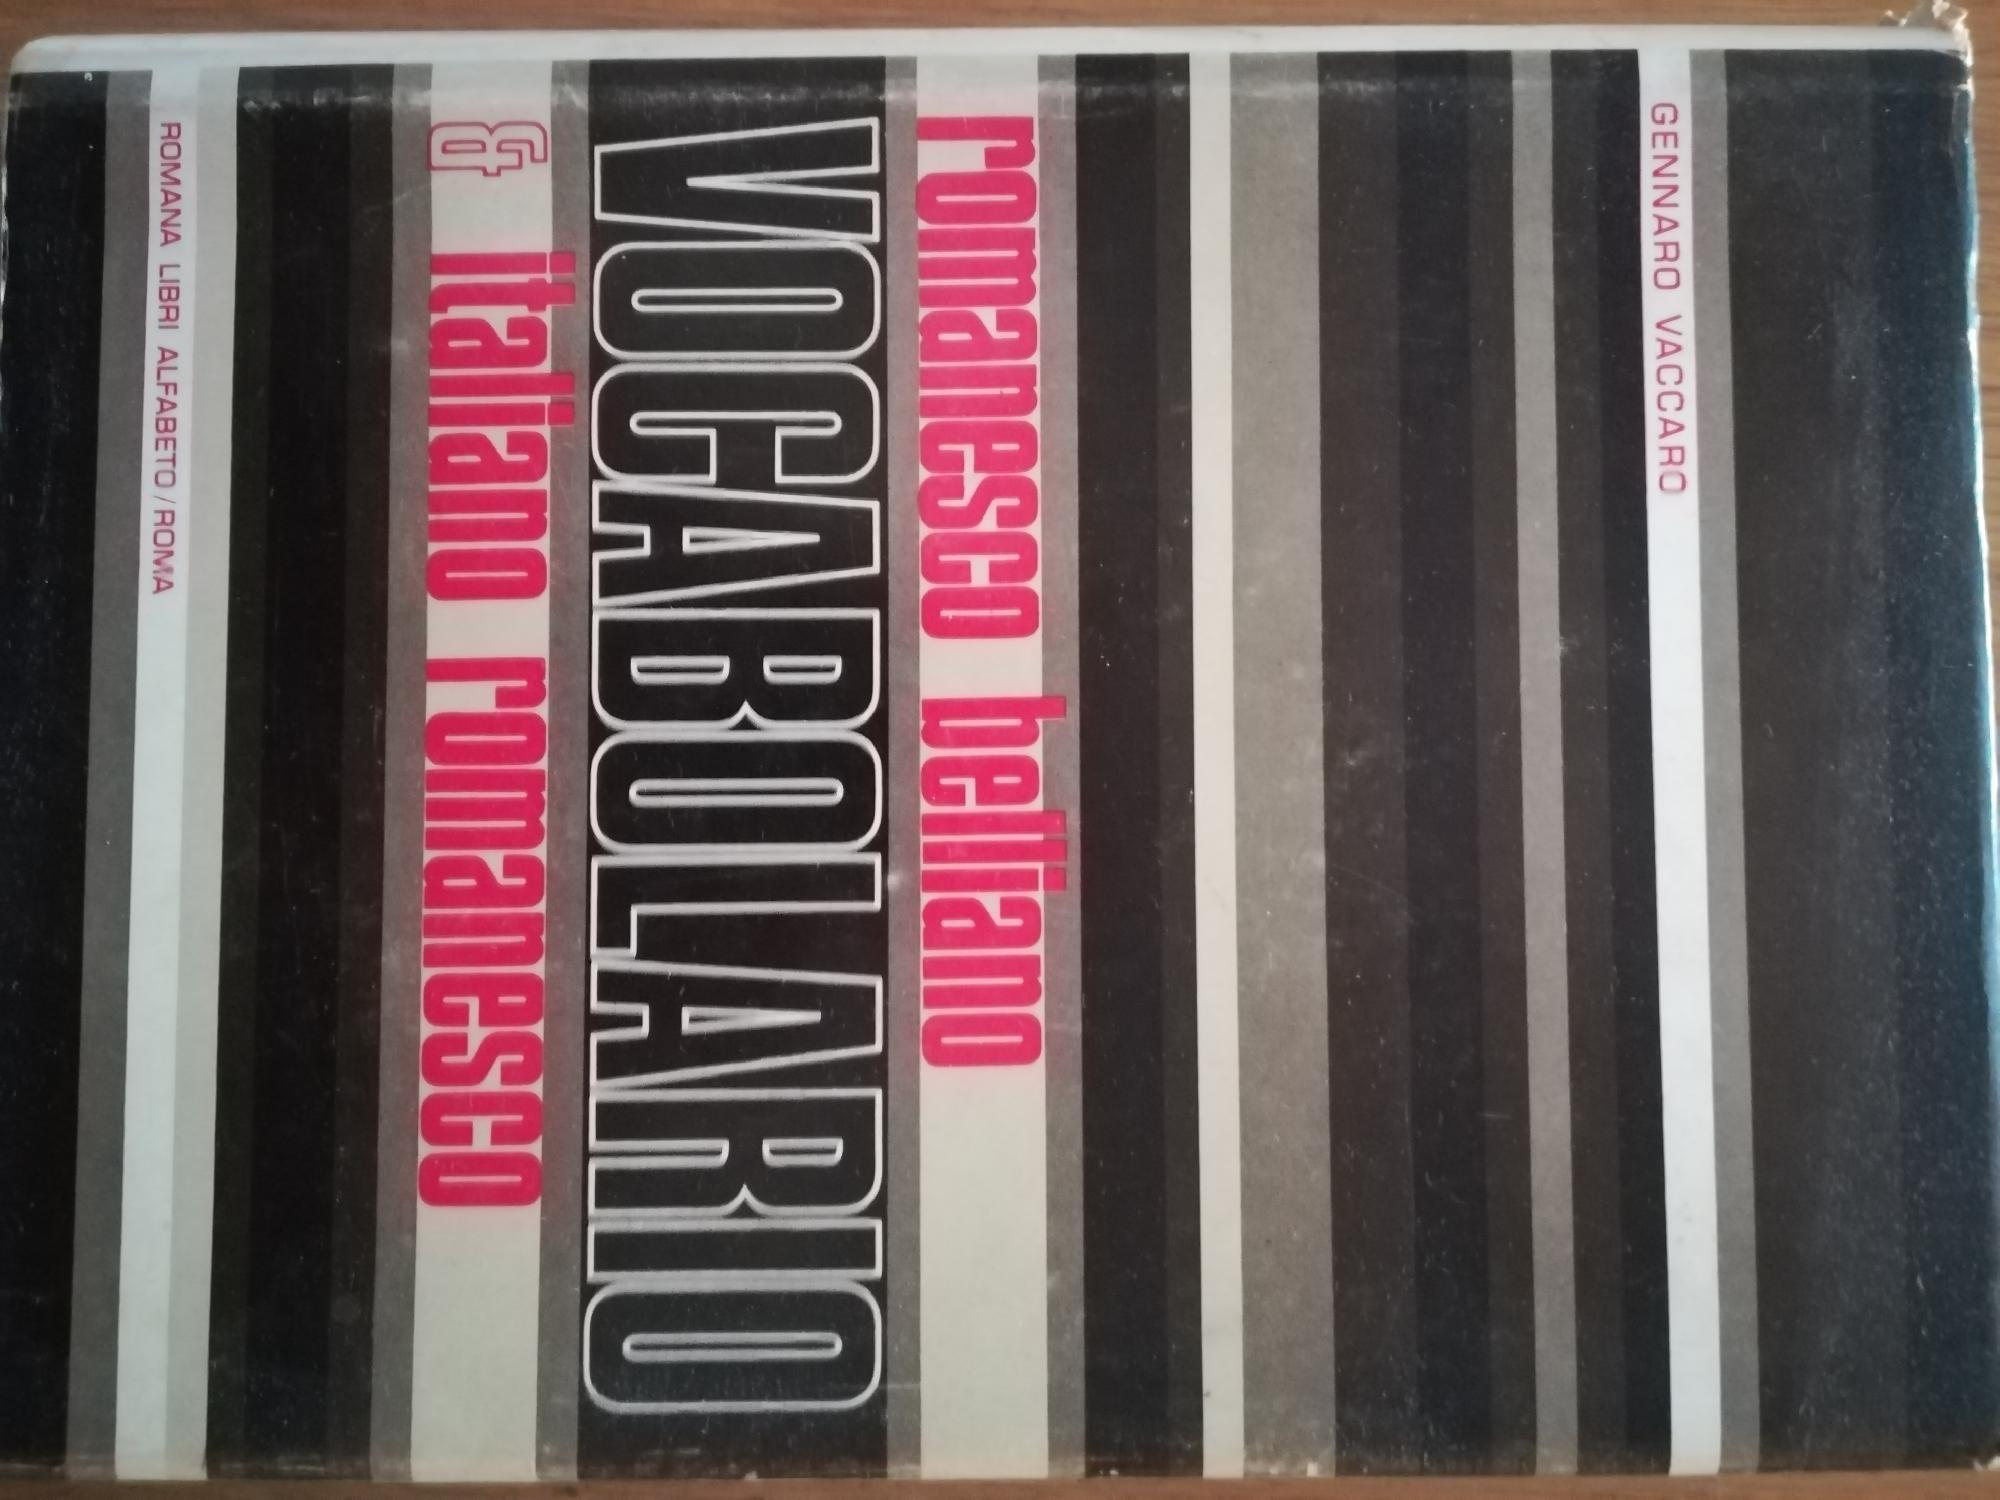 GENNARO VACCARO
romanesco belliano
VOCABOLARIO
& italiano romanesco
ROMANA LIBRI ALFABETO/ROMA